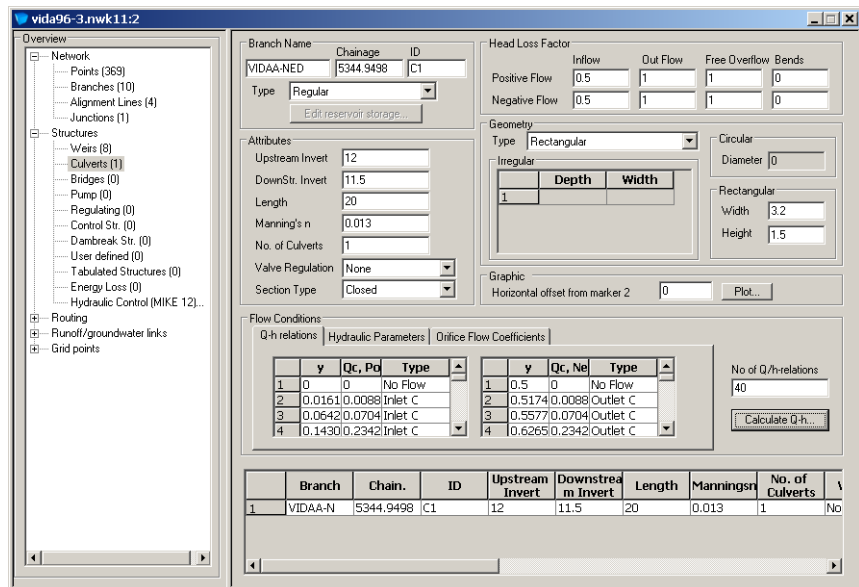 vida96-3.nwk11:2
Overview
Network
Points (369)
Branches (10)
Alignment Lines (4)
Junctions (1)
Structures
Weirs (8)
Culverts (1)
Bridges (0)
Pump (0)
Regulating (0)
Control Str. (0)
Dambreak Str. (0)
User defined (0)
Tabulated Structures (0)
Energy Loss (0)
Hydraulic Control (MIKE 12)...
Routing
Runoff/groundwater links
Grid points
Branch Name Chainage ID
VIDAA-NED 5344.9498 C1
Type Regular
Edit reservoir storage...
Attributes
Upstream Invert 12
DownStr. Invert 11.5
Length 20
Manning's n 0.013
No. of Culverts 1
Valve Regulation None
Section Type Closed
Head Loss Factor
Inflow Out Flow Free Overflow Bends
Positive Flow 0.5 1 1 0
Negative Flow 0.5 1 1 0
Geometry
Type Rectangular
Irregular
Depth Width
1
Circular
Diameter 0
Rectangular
Width 3.2
Height 1.5
Graphic
Horizontal offset from marker 2 0 Plot...
Flow Conditions
Q-h relations Hydraulic Parameters Orifice Flow Coefficients
y Qc, Po Type
1 0 0 No Flow
2 0.0161 0.0088 Inlet C
3 0.0642 0.0704 Inlet C
4 0.1430 0.2342 Inlet C
y Qc, Ne Type
1 0.5 0 No Flow
2 0.5174 0.0088 Outlet C
3 0.5577 0.0704 Outlet C
4 0.6265 0.2342 Outlet C
No of Q/h-relations
40
Calculate Q-h...
Branch Chain. ID Upstream Invert Downstrea m Invert Length Manningsn No. of Culverts V
1 VIDAA-N 5344.9498 C1 12 11.5 20 0.013 1 No